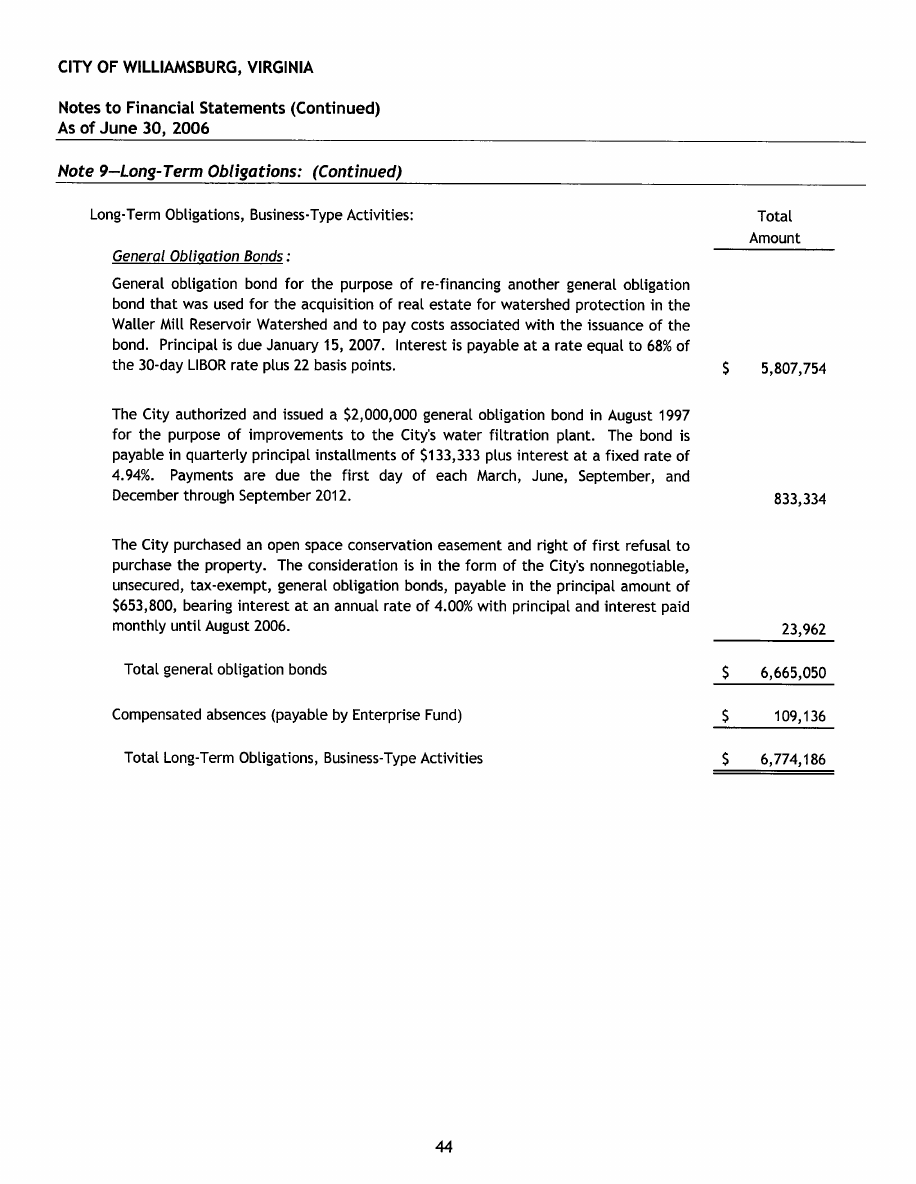 CITY OF WILLIAMSBURG, VIRGINIA
Notes to Financial Statements (Continued)
As of June 30, 2006
Note 9—Long-Term Obligations: (Continued)
Long-Term Obligations, Business-Type Activities: Total
Amount
General Obligation Bonds:
General obligation bond for the purpose of re-financing another general obligation
bond that was used for the acquisition of real estate for watershed protection in the
Waller Mill Reservoir Watershed and to pay costs associated with the issuance of the
bond. Principal is due January 15, 2007. Interest is payable at a rate equal to 68% of
the 30-day LIBOR rate plus 22 basis points. $ 5,807,754
The City authorized and issued a $2,000,000 general obligation bond in August 1997
for the purpose of improvements to the City's water filtration plant. The bond is
payable in quarterly principal installments of $133,333 plus interest at a fixed rate of
4.94%. Payments are due the first day of each March, June, September, and
December through September 2012. 833,334
The City purchased an open space conservation easement and right of first refusal to
purchase the property. The consideration is in the form of the City's nonnegotiable,
unsecured, tax-exempt, general obligation bonds, payable in the principal amount of
$653,800, bearing interest at an annual rate of 4.00% with principal and interest paid
monthly until August 2006. 23,962
Total general obligation bonds $ 6,665,050
Compensated absences (payable by Enterprise Fund) $ 109,136
Total Long-Term Obligations, Business-Type Activities $ 6,774,186
44